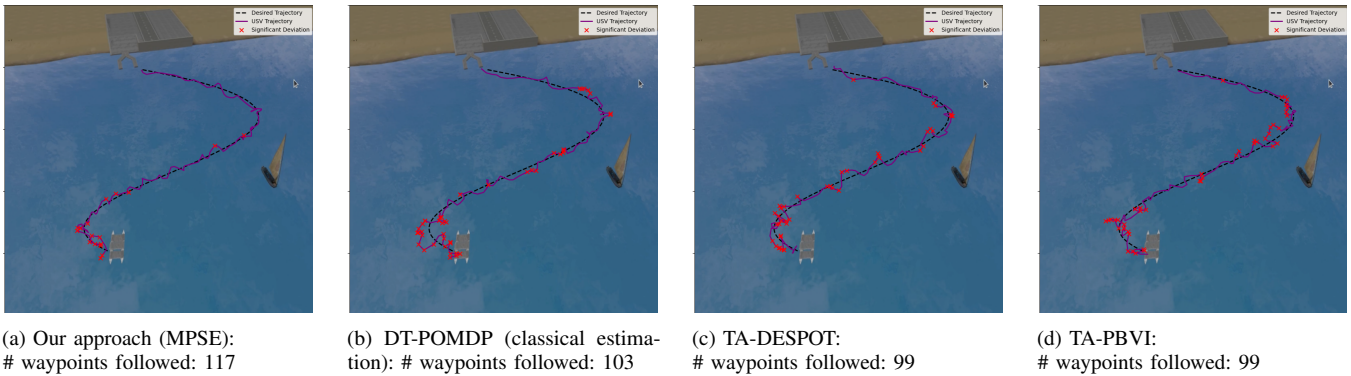 Desired Trajectory
USV Trajectory
Significant Deviation
Desired Trajectory
USV Trajectory
Significant Deviation
Desired Trajectory
USV Trajectory
Significant Deviation
Desired Trajectory
USV Trajectory
Significant Deviation
(a) Our approach (MPSE):
# waypoints followed: 117
(b) DT-POMDP (classical estima-
tion): # waypoints followed: 103
(c) TA-DESPOT:
# waypoints followed: 99
(d) TA-PBVI:
# waypoints followed: 99